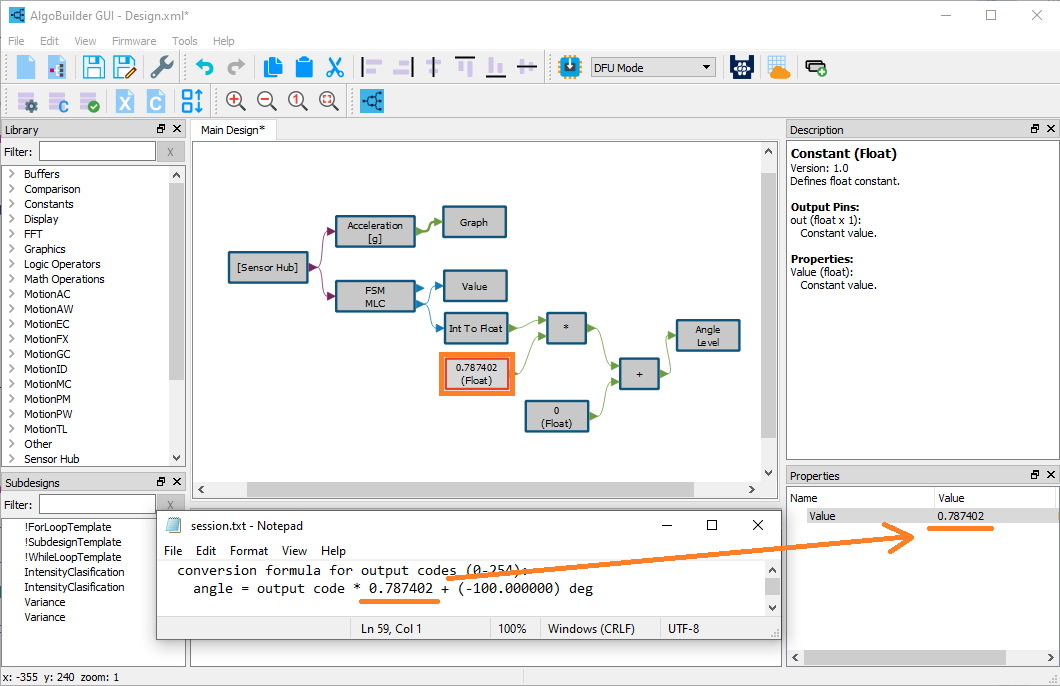 AlgoBuilder GUI - Design.xml*
File Edit View Firmware Tools Help
DFU Mode
X C 1
Library
Filter: X
Buffers
Comparison
Constants
Display
FFT
Graphics
Logic Operators
Math Operations
MotionAC
MotionAW
MotionEC
MotionFX
MotionGC
MotionID
MotionMC
MotionPM
MotionPW
MotionTL
Other
Sensor Hub
Subdesigns
Filter: X
!ForLoopTemplate
!SubdesignTemplate
!WhileLoopTemplate
IntensityClasification
IntensityClasification
Variance
Variance
Main Design*
[Sensor Hub]
Acceleration
[g]
Graph
FSM
MLC
Value
Int To Float
0.787402
(Float)
*
0
(Float)
+
Angle
Level
Description
Constant (Float)
Version: 1.0
Defines float constant.
Output Pins:
out (float x 1):
Constant value.
Properties:
Value (float):
Constant value.
Properties
Name Value
Value 0.787402
session.txt - Notepad
File Edit Format View Help
conversion formula for output codes (0-254):
angle = output code * 0.787402 + (-100.000000) deg
Ln 59, Col 1 100% Windows (CRLF) UTF-8
x: -355 y: 240 zoom: 1